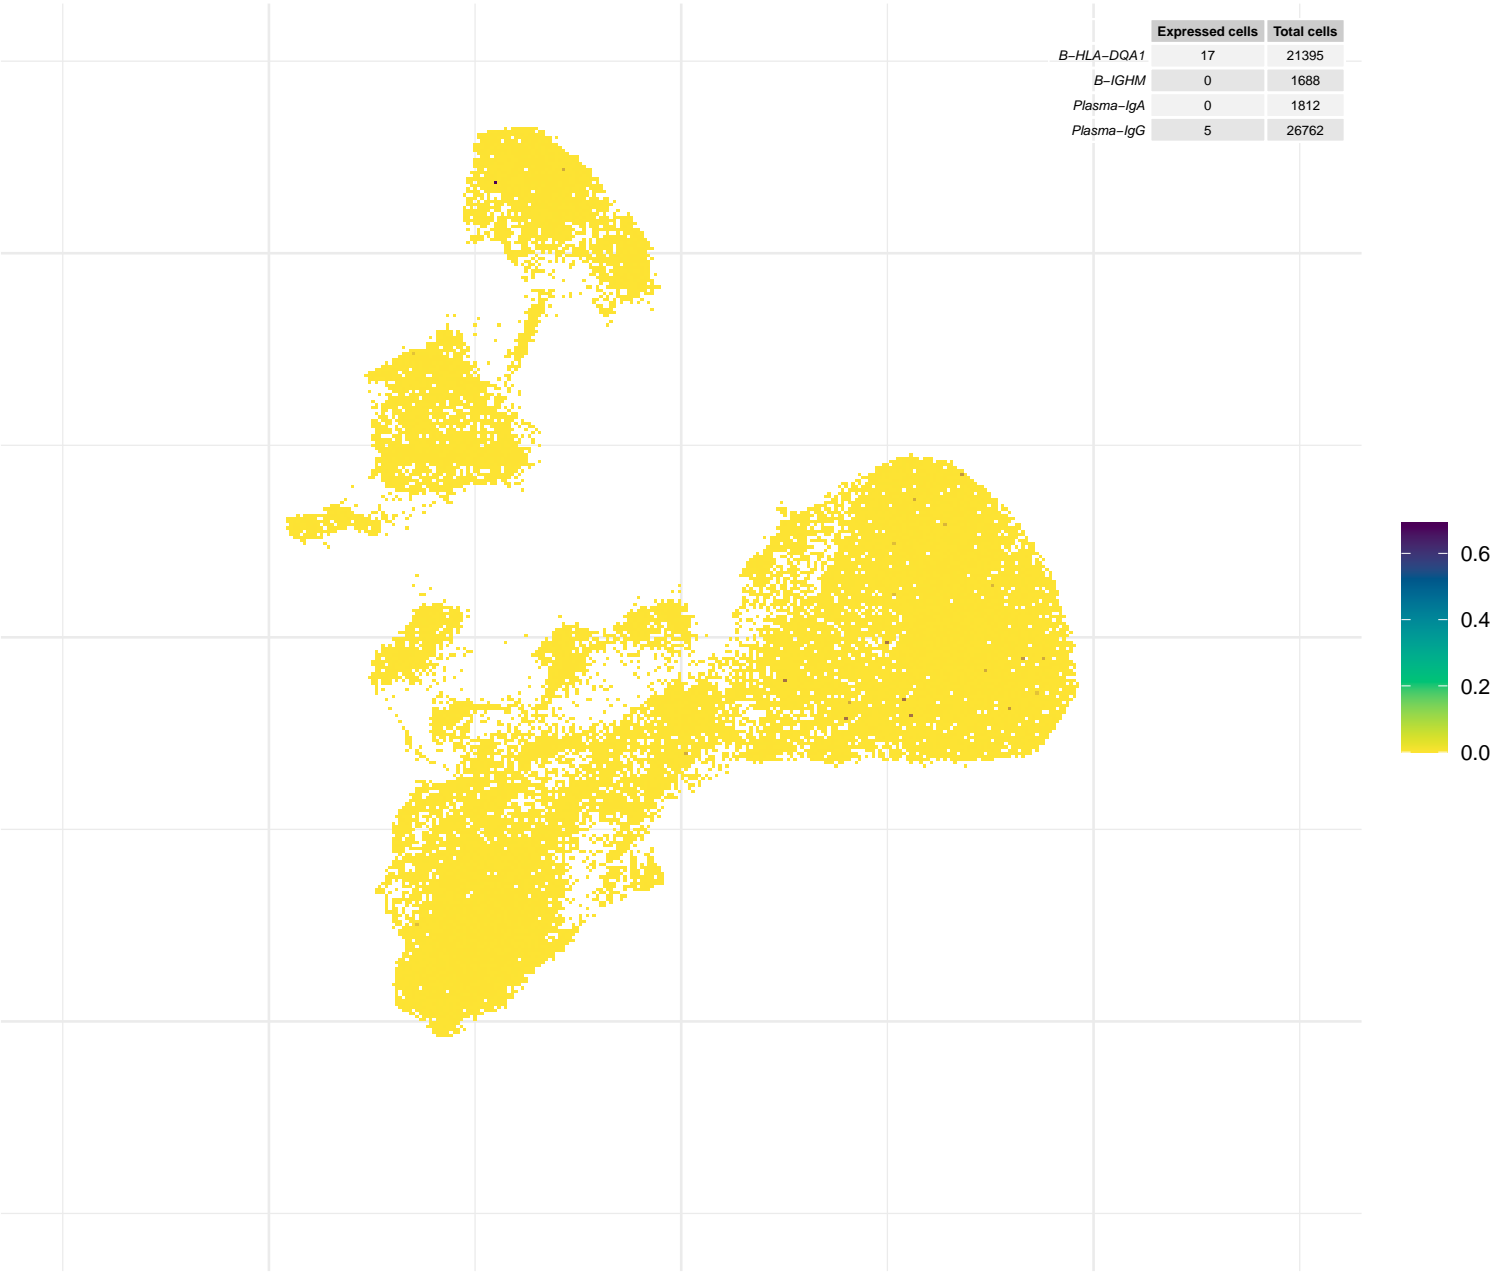 Expressed cells Total cells
B−HLA−DQA1 17 21395
B−IGHM 0 1688
Plasma−IgA 0 1812
Plasma−IgG 5 26762
0.6
0.4
0.2
0.0